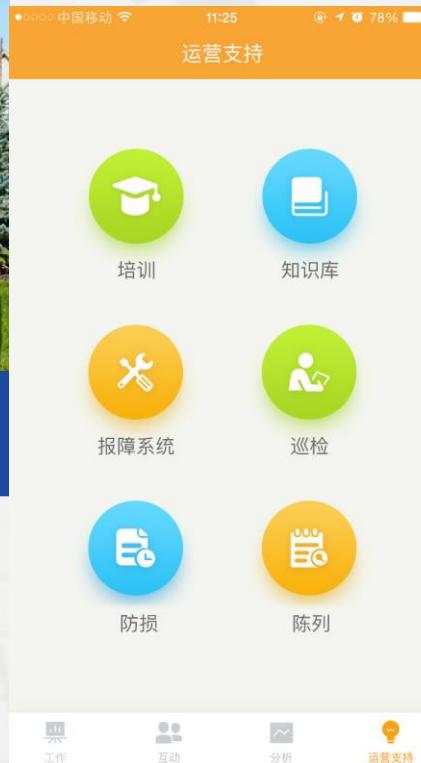 中国移动 11:25 78%
运营支持
培训 知识库
报障系统 巡检
防损 陈列
工作 互动 分析 运营支持